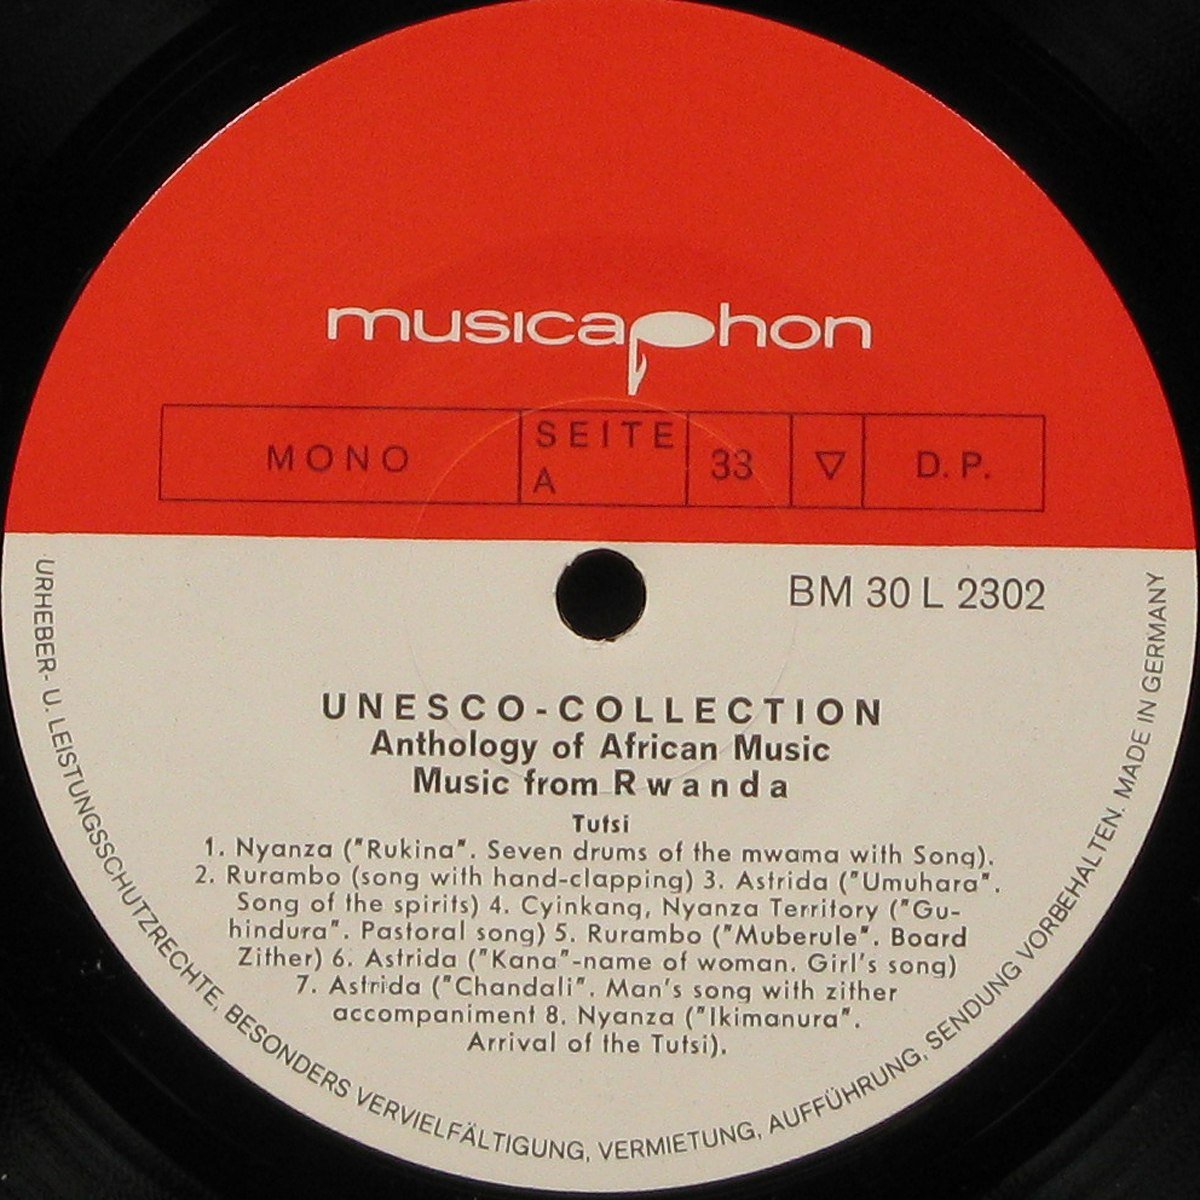 musicaphon
MONO
SEITE
A
33
▽
D. P.
BM 30 L 2302
UNESCO-COLLECTION
Anthology of African Music
Music from Rwanda
Tutsi
1. Nyanza ("Rukina". Seven drums of the mwama with Song).
2. Rurambo (song with hand-clapping) 3. Astrida ("Umuhara".
Song of the spirits) 4. Cyinkang, Nyanza Territory ("Gu-
hindura". Pastoral song) 5. Rurambo ("Muberule". Board
Zither) 6. Astrida ("Kana"-name of woman. Girl's song)
7. Astrida ("Chandali". Man's song with zither
accompaniment 8. Nyanza ("Ikimanura".
Arrival of the Tutsi).
URHEBER- U. LEISTUNGSSCHUTZRECHTE, BESONDERS VERVIELFÄLTIGUNG, VERMIETUNG, AUFFÜHRUNG, SENDUNG VORBEHALTEN. MADE IN GERMANY